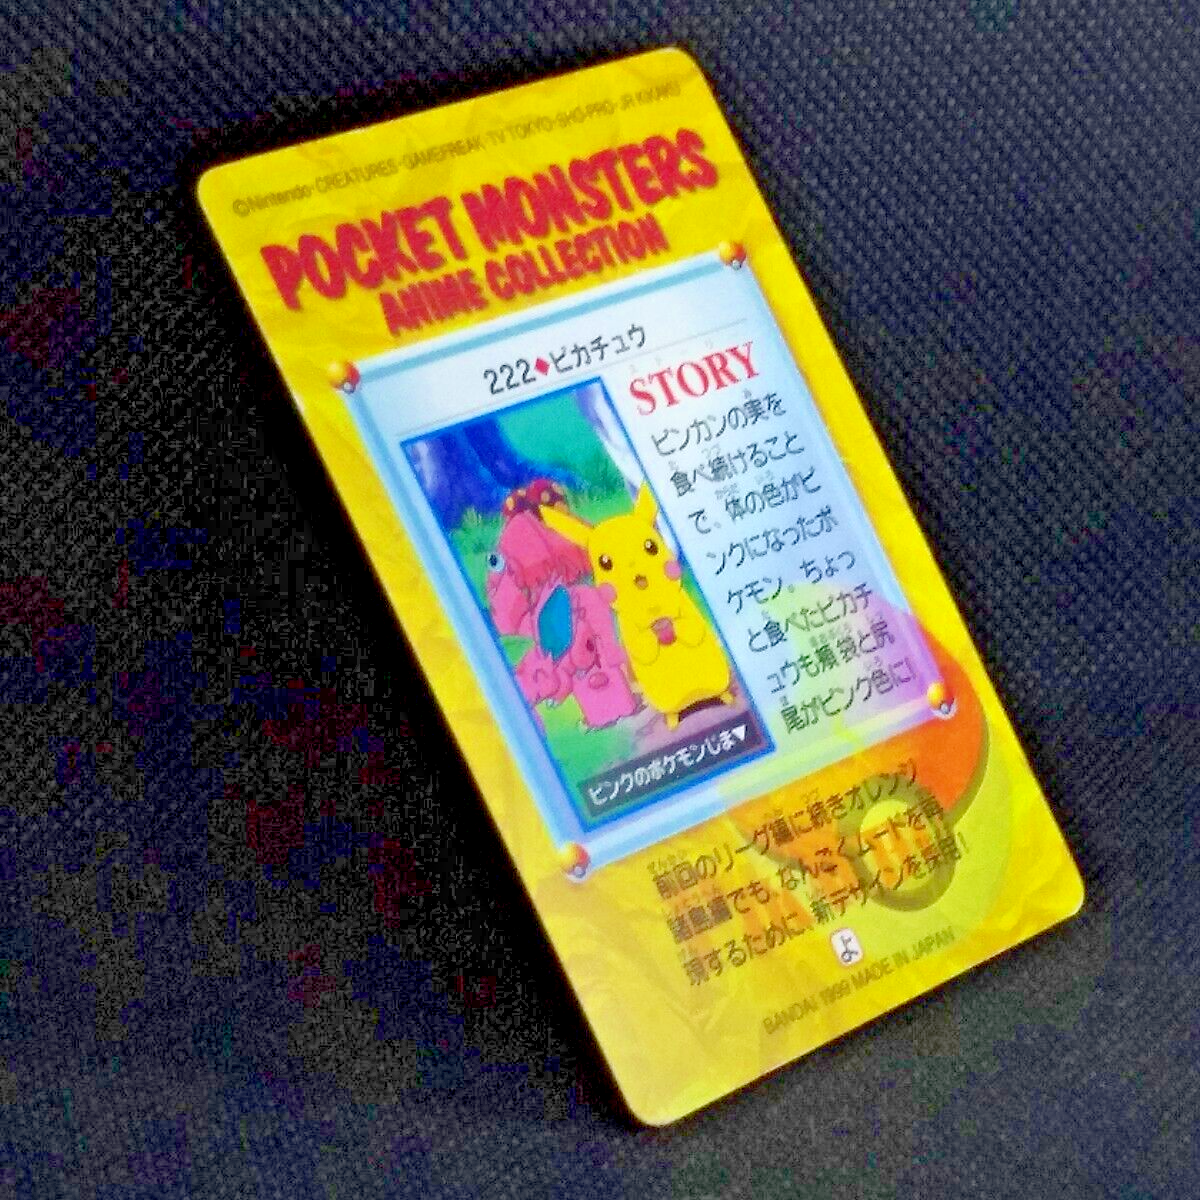 ©Nintendo・CREATURES・GAMEFREAK・TV TOKYO・SHO-PRO・JR KIKAKU
POCKET MONSTERS
ANIME COLLECTION
222♦ピカチュウ
STORY
ピンカンの実を
食べ続けること
で、体の色がピ
ンクになったポ
ケモン。ちょっ
と食べたピカチ
ュウも頬袋と尻
尾がピンク色に!
ピンクのポケモンじま▼
前回のリーグ編に続きオレンジ
諸島編でも、なんごくムードを再
現するために、新デザインを採用!
よ
BANDAI 1999 MADE IN JAPAN